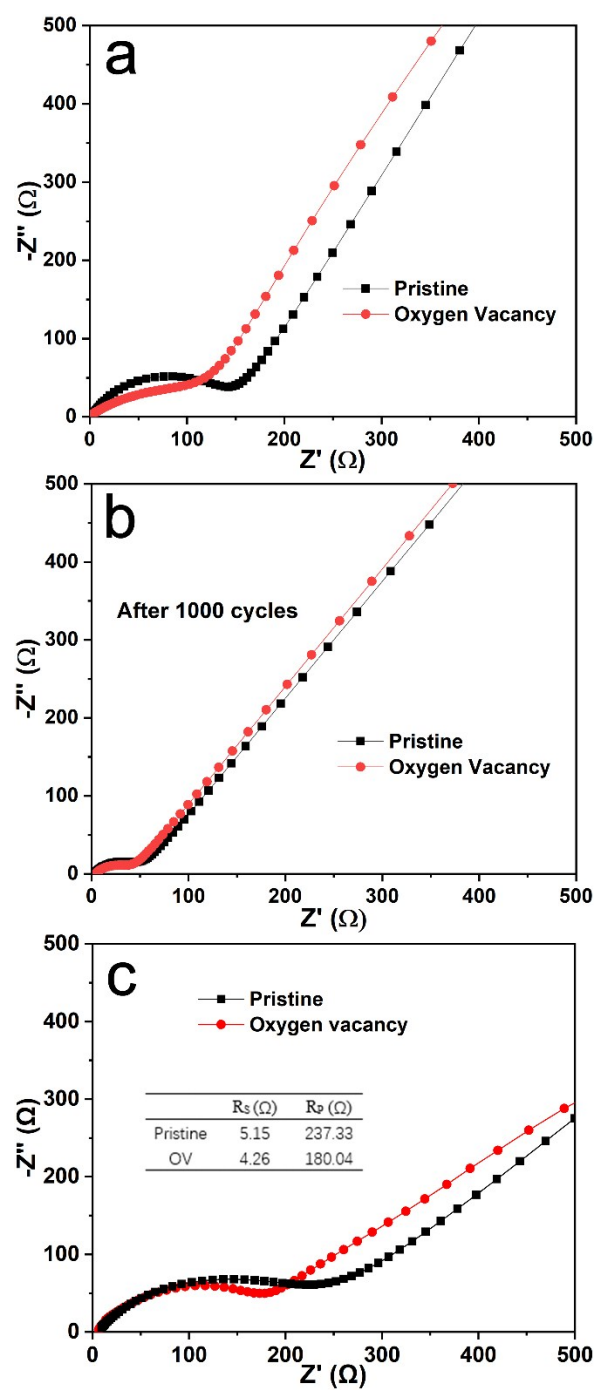 a
500
400
300
200
100
0
-Z'' (Ω)
Pristine
Oxygen Vacancy
0 100 200 300 400 500
Z' (Ω)
b
500
400
300
200
100
0
-Z'' (Ω)
After 1000 cycles
Pristine
Oxygen Vacancy
0 100 200 300 400 500
Z' (Ω)
c
500
400
300
200
100
0
-Z'' (Ω)
Pristine
Oxygen vacancy
RS (Ω) RP (Ω)
Pristine 5.15 237.33
OV 4.26 180.04
0 100 200 300 400 500
Z' (Ω)